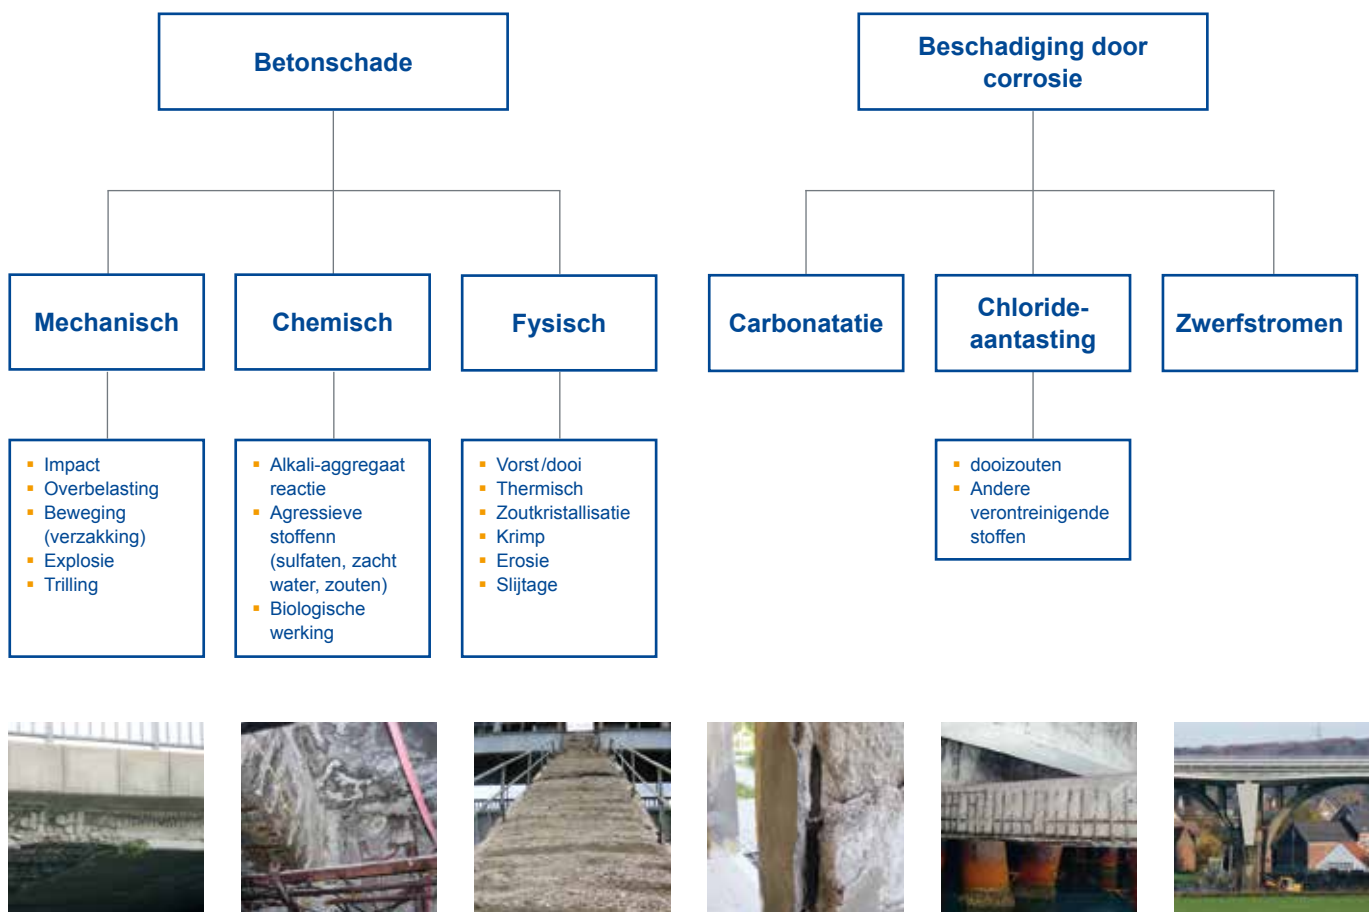 Betonschade
Beschadiging door
corrosie
Mechanisch
Chemisch
Fysisch
Carbonatatie
Chloride-
aantasting
Zwerfstromen
Impact
Overbelasting
Beweging
(verzakking)
Explosie
Trilling
Alkali-aggregaat
reactie
Agressieve
stoffenn
(sulfaten, zacht
water, zouten)
Biologische
werking
Vorst/dooi
Thermisch
Zoutkristallisatie
Krimp
Erosie
Slijtage
dooizouten
Andere
verontreinigende
stoffen